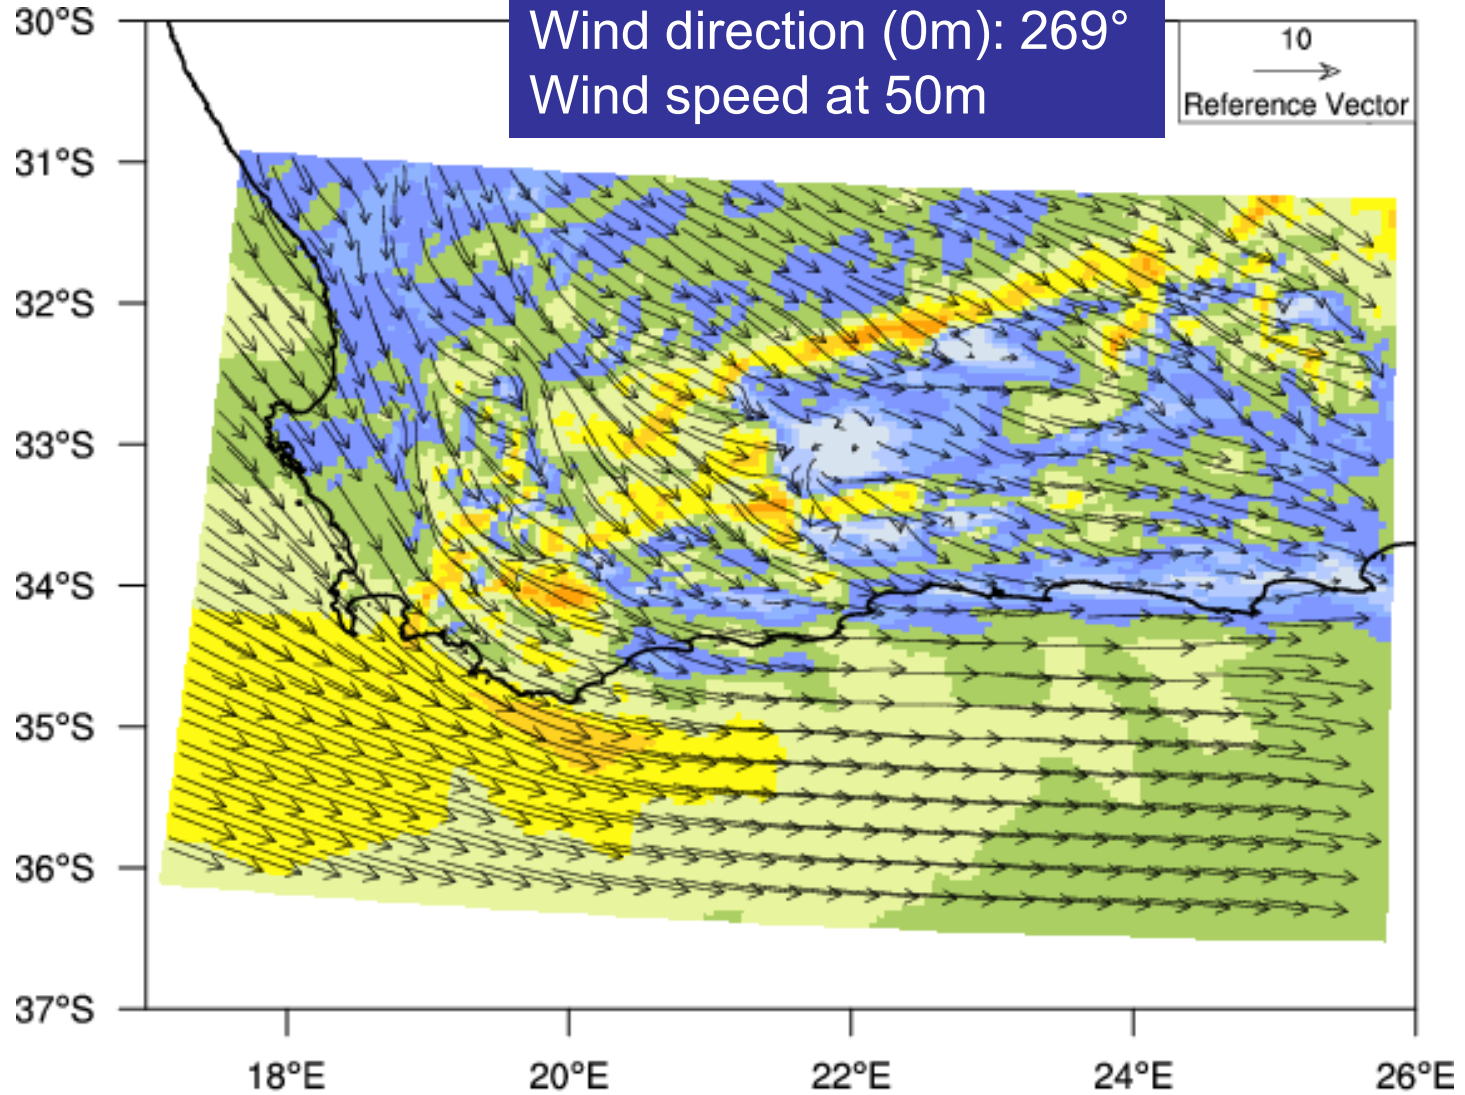 Wind direction (0m): 269°
Wind speed at 50m
10
Reference Vector
30°S
31°S
32°S
33°S
34°S
35°S
36°S
37°S
18°E
20°E
22°E
24°E
26°E